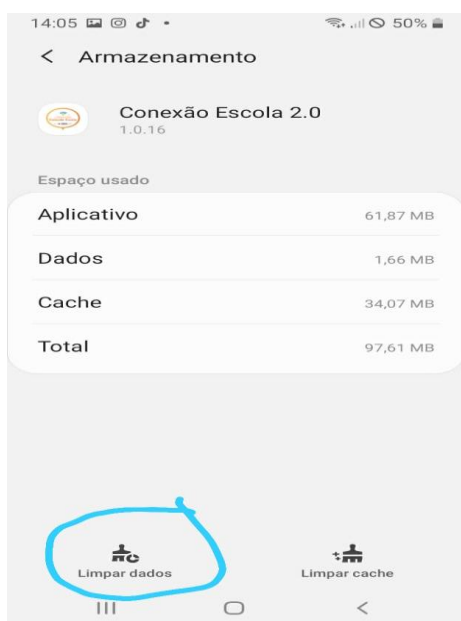 14:05 50%
< Armazenamento
Conexão Escola 2.0
1.0.16
Espaço usado
Aplicativo 61,87 MB
Dados 1,66 MB
Cache 34,07 MB
Total 97,61 MB
Limpar dados Limpar cache